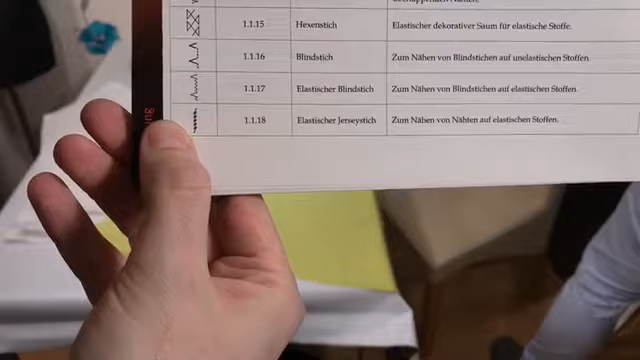 1.1.15 Hexenstich Elastischer dekorativer Saum für elastische Stoffe.
1.1.16 Blindstich Zum Nähen von Blindstichen auf unelastischen Stoffen.
1.1.17 Elastischer Blindstich Zum Nähen von Blindstichen auf elastischen Stoffen.
1.1.18 Elastischer Jerseystich Zum Nähen von Nähten auf elastischen Stoffen.